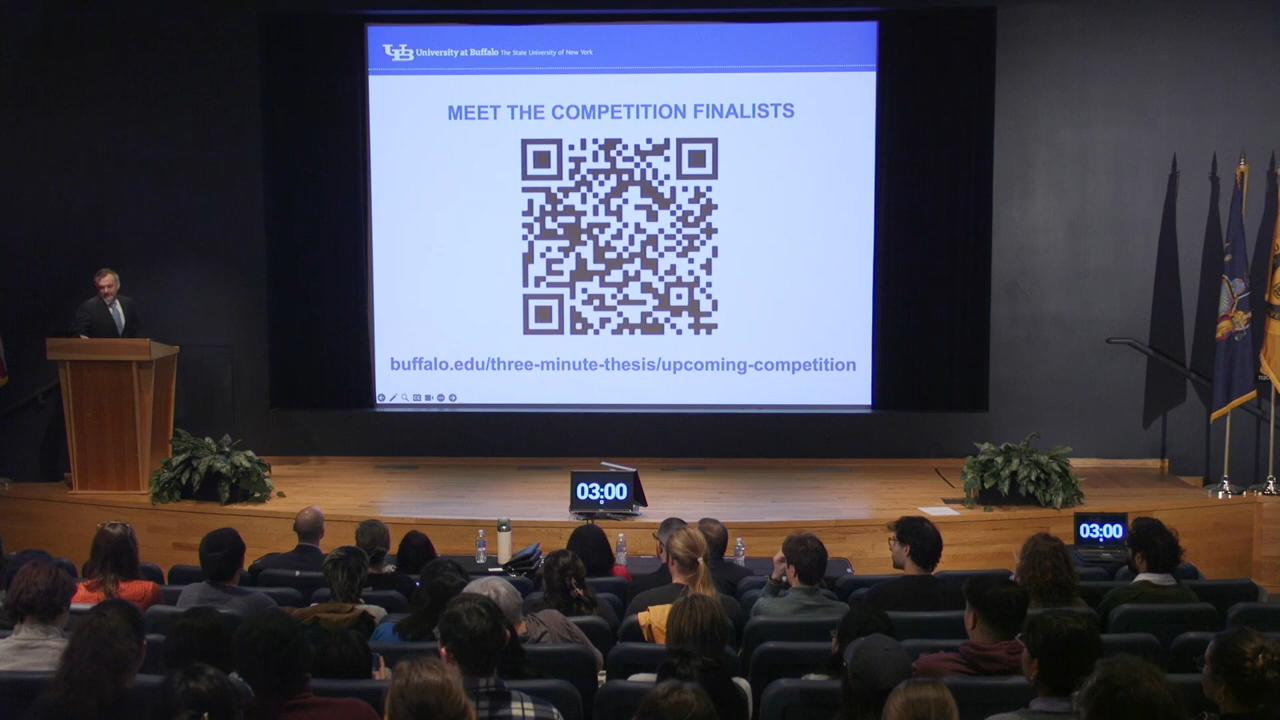 UB University at Buffalo The State University of New York
MEET THE COMPETITION FINALISTS
buffalo.edu/three-minute-thesis/upcoming-competition
03:00
03:00